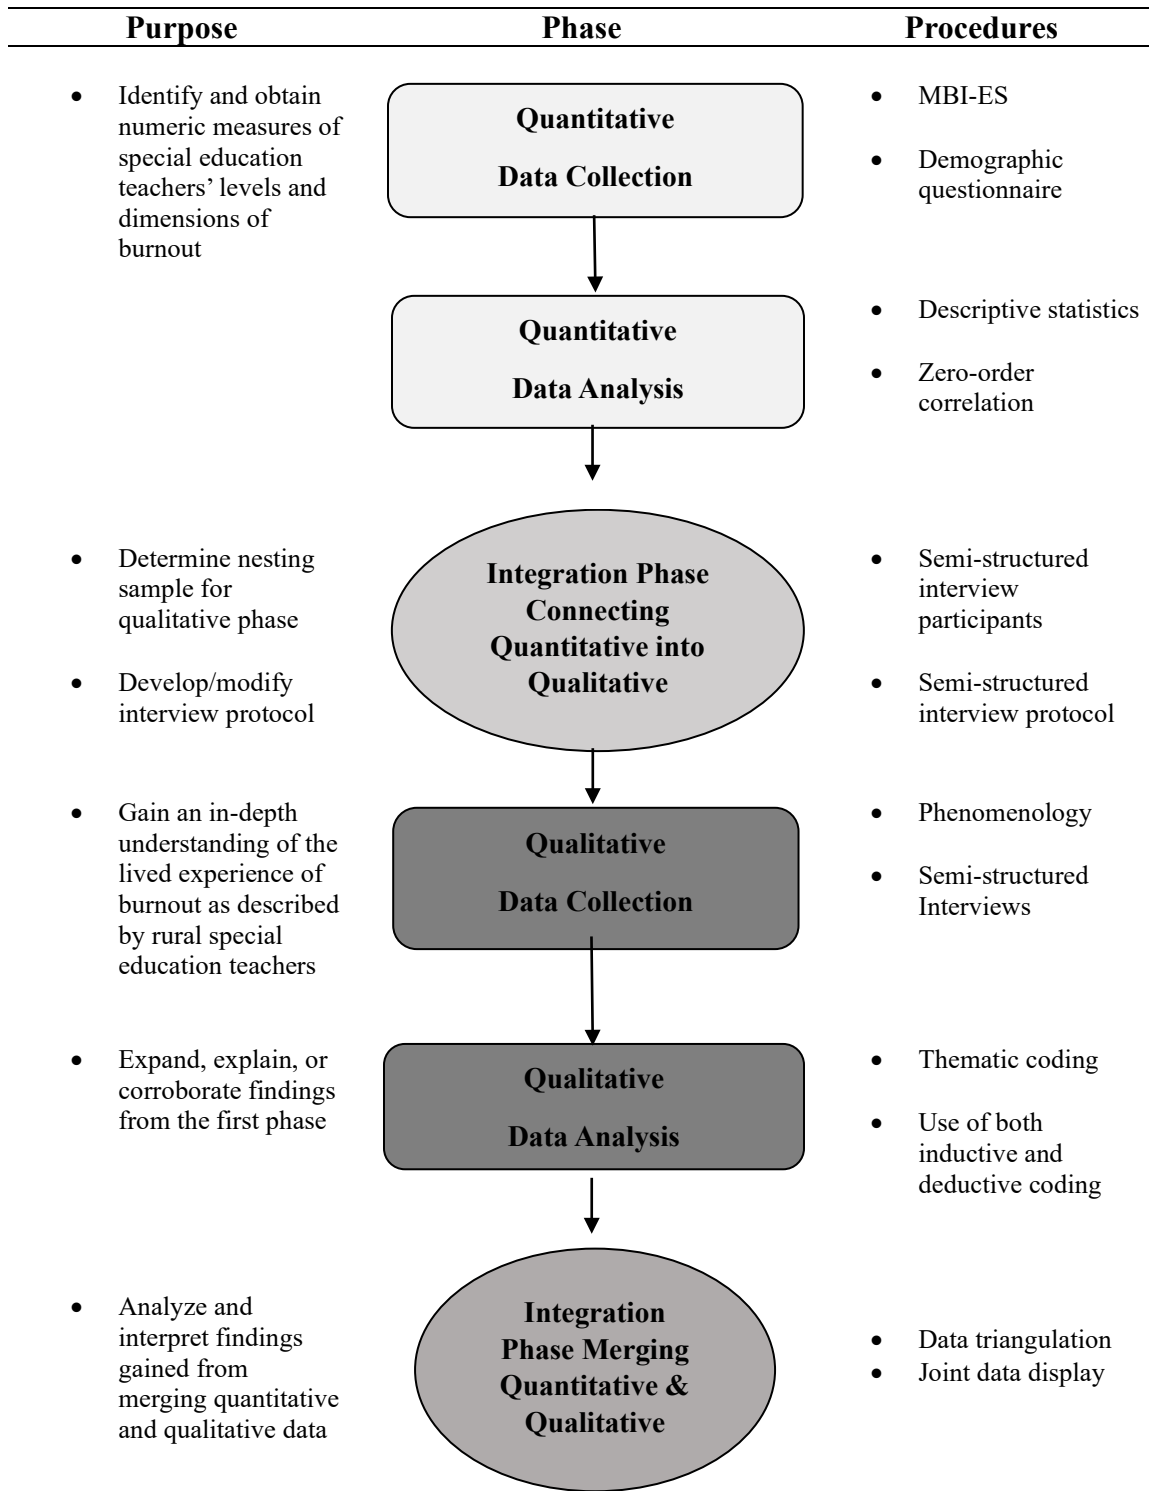 Purpose
Phase
Procedures
• Identify and obtain
numeric measures of
special education
teachers’ levels and
dimensions of
burnout
Quantitative
Data Collection
• MBI-ES
• Demographic
questionnaire
Quantitative
Data Analysis
• Descriptive statistics
• Zero-order
correlation
• Determine nesting
sample for
qualitative phase
• Develop/modify
interview protocol
Integration Phase
Connecting
Quantitative into
Qualitative
• Semi-structured
interview
participants
• Semi-structured
interview protocol
• Gain an in-depth
understanding of the
lived experience of
burnout as described
by rural special
education teachers
Qualitative
Data Collection
• Phenomenology
• Semi-structured
Interviews
• Expand, explain, or
corroborate findings
from the first phase
Qualitative
Data Analysis
• Thematic coding
• Use of both
inductive and
deductive coding
• Analyze and
interpret findings
gained from
merging quantitative
and qualitative data
Integration
Phase Merging
Quantitative &
Qualitative
• Data triangulation
• Joint data display